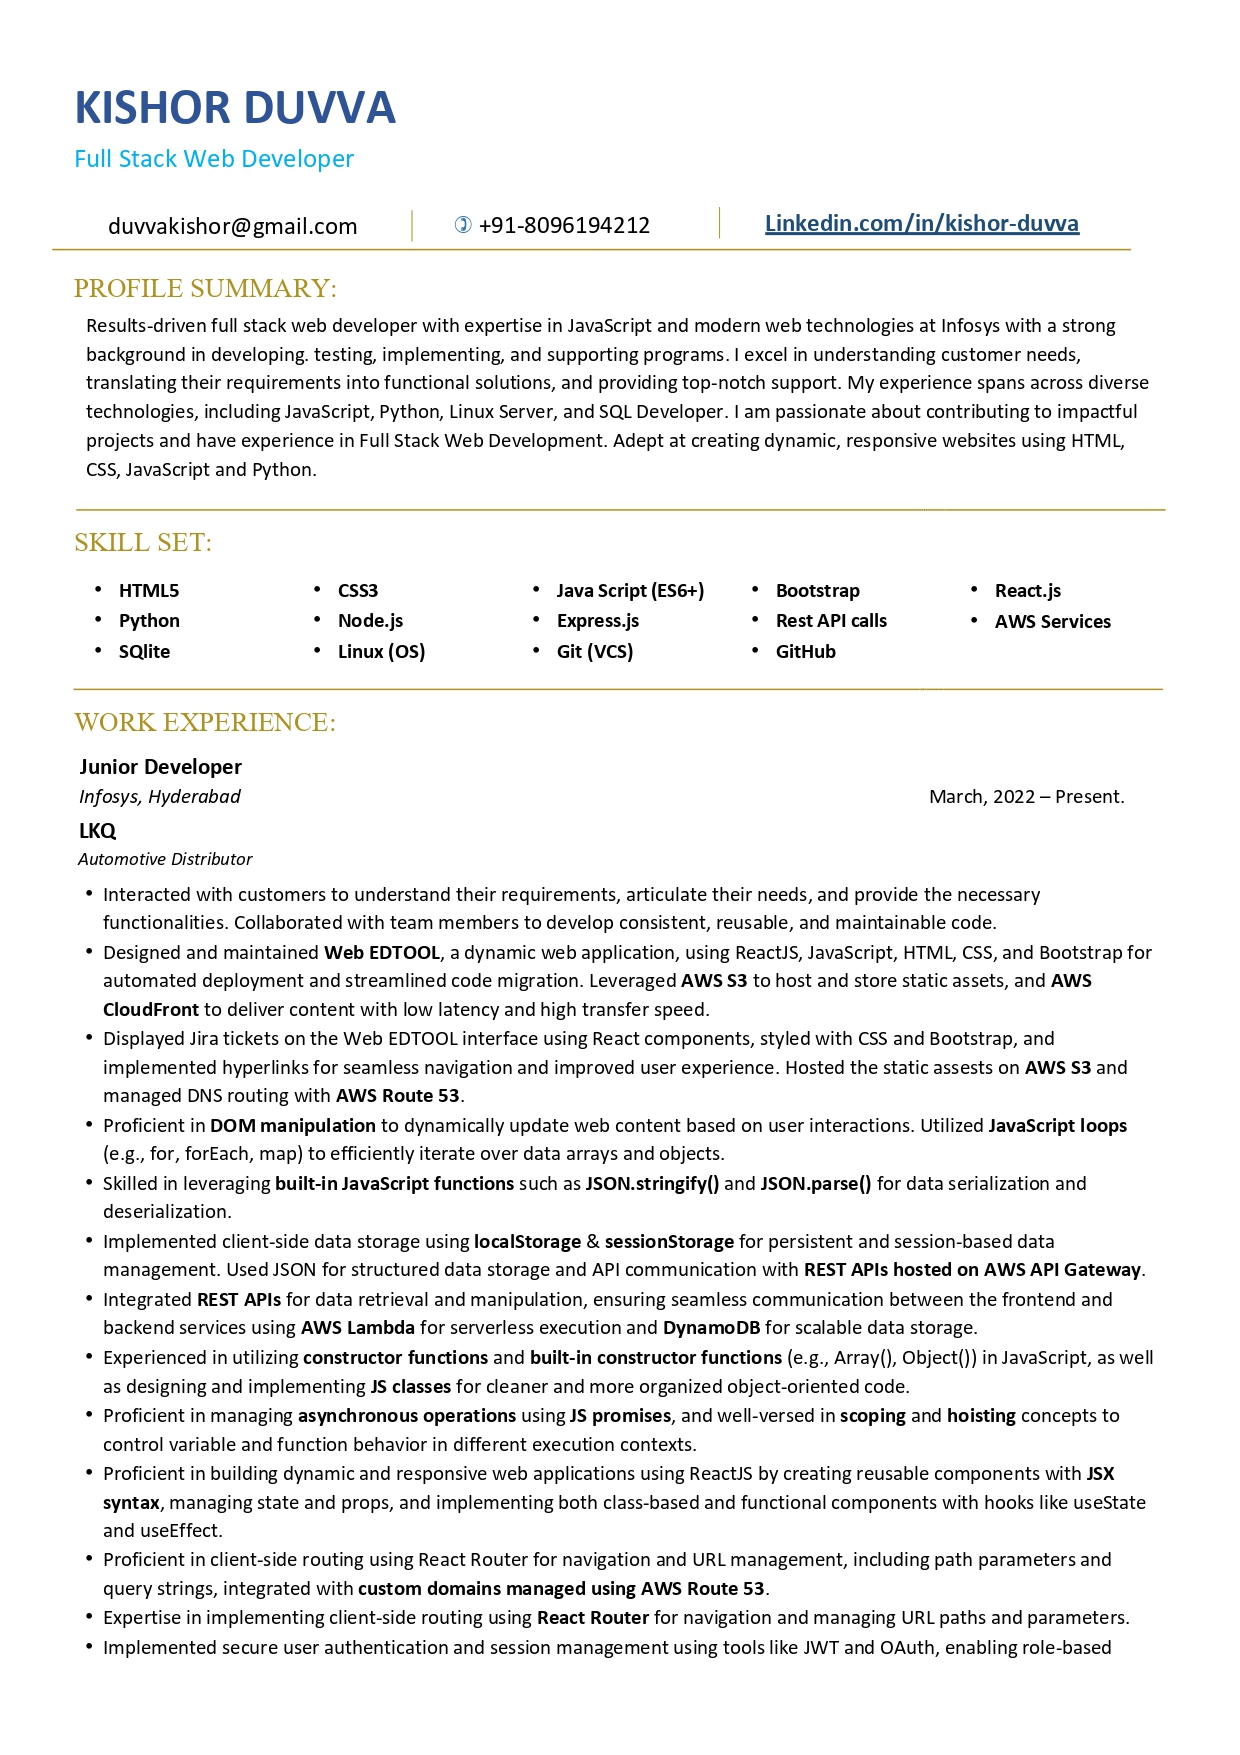 KISHOR DUVVA
Full Stack Web Developer
duvvakishor@gmail.com
✆ +91-8096194212
Linkedin.com/in/kishor-duvva
PROFILE SUMMARY:
Results-driven full stack web developer with expertise in JavaScript and modern web technologies at Infosys with a strong
background in developing. testing, implementing, and supporting programs. I excel in understanding customer needs,
translating their requirements into functional solutions, and providing top-notch support. My experience spans across diverse
technologies, including JavaScript, Python, Linux Server, and SQL Developer. I am passionate about contributing to impactful
projects and have experience in Full Stack Web Development. Adept at creating dynamic, responsive websites using HTML,
CSS, JavaScript and Python.
SKILL SET:
• HTML5 • CSS3 • Java Script (ES6+) • Bootstrap • React.js
• Python • Node.js • Express.js • Rest API calls • AWS Services
• SQlite • Linux (OS) • Git (VCS) • GitHub
WORK EXPERIENCE:
Junior Developer
Infosys, Hyderabad March, 2022 – Present.
LKQ
Automotive Distributor
• Interacted with customers to understand their requirements, articulate their needs, and provide the necessary
functionalities. Collaborated with team members to develop consistent, reusable, and maintainable code.
• Designed and maintained Web EDTOOL, a dynamic web application, using ReactJS, JavaScript, HTML, CSS, and Bootstrap for
automated deployment and streamlined code migration. Leveraged AWS S3 to host and store static assets, and AWS
CloudFront to deliver content with low latency and high transfer speed.
• Displayed Jira tickets on the Web EDTOOL interface using React components, styled with CSS and Bootstrap, and
implemented hyperlinks for seamless navigation and improved user experience. Hosted the static assests on AWS S3 and
managed DNS routing with AWS Route 53.
• Proficient in DOM manipulation to dynamically update web content based on user interactions. Utilized JavaScript loops
(e.g., for, forEach, map) to efficiently iterate over data arrays and objects.
• Skilled in leveraging built-in JavaScript functions such as JSON.stringify() and JSON.parse() for data serialization and
deserialization.
• Implemented client-side data storage using localStorage & sessionStorage for persistent and session-based data
management. Used JSON for structured data storage and API communication with REST APIs hosted on AWS API Gateway.
• Integrated REST APIs for data retrieval and manipulation, ensuring seamless communication between the frontend and
backend services using AWS Lambda for serverless execution and DynamoDB for scalable data storage.
• Experienced in utilizing constructor functions and built-in constructor functions (e.g., Array(), Object()) in JavaScript, as well
as designing and implementing JS classes for cleaner and more organized object-oriented code.
• Proficient in managing asynchronous operations using JS promises, and well-versed in scoping and hoisting concepts to
control variable and function behavior in different execution contexts.
• Proficient in building dynamic and responsive web applications using ReactJS by creating reusable components with JSX
syntax, managing state and props, and implementing both class-based and functional components with hooks like useState
and useEffect.
• Proficient in client-side routing using React Router for navigation and URL management, including path parameters and
query strings, integrated with custom domains managed using AWS Route 53.
• Expertise in implementing client-side routing using React Router for navigation and managing URL paths and parameters.
• Implemented secure user authentication and session management using tools like JWT and OAuth, enabling role-based